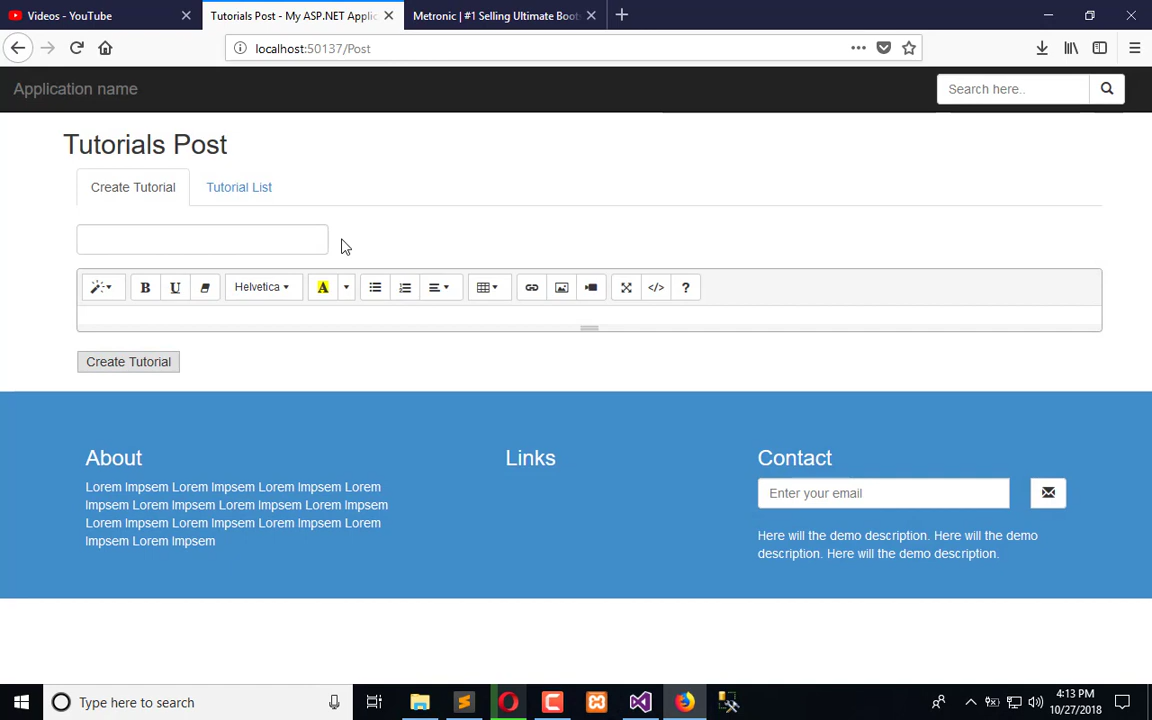 Videos - YouTube
Tutorials Post - My ASP.NET Applic
Metronic | #1 Selling Ultimate Boot
localhost:50137/Post
Application name
Search here..
Tutorials Post
Create Tutorial
Tutorial List
B U Helvetica A </> ?
Create Tutorial
About
Lorem Impsem Lorem Impsem Lorem Impsem Lorem
Impsem Lorem Impsem Lorem Impsem Lorem Impsem
Lorem Impsem Lorem Impsem Lorem Impsem Lorem
Impsem Lorem Impsem
Links
Contact
Enter your email
Here will the demo description. Here will the demo
description. Here will the demo description.
Type here to search
4:13 PM
10/27/2018